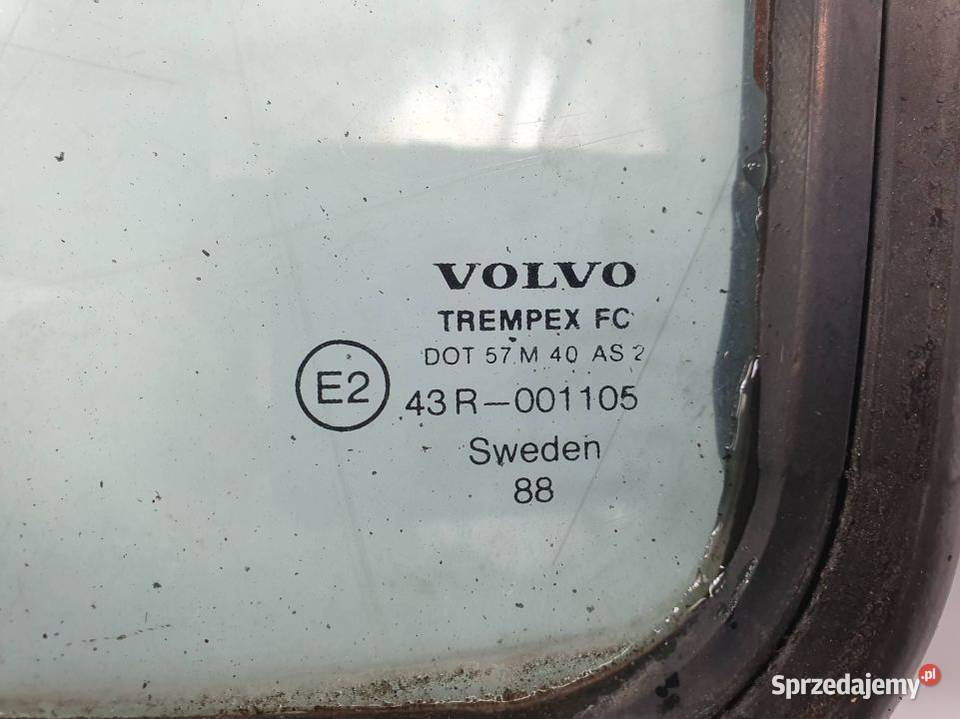 VOLVO
TREMPEX FC
DOT 57 M 40 AS 2
E2
43 R-001105
Sweden
88
Sprzedajemy.pl